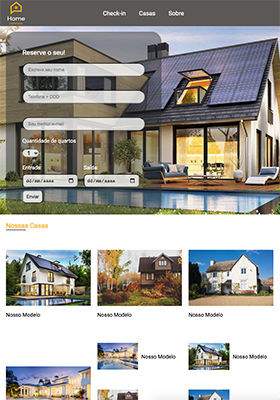 Home
Check-in Casas Sobre
Reserve o seu!
Escreva seu nome
Telefone + DDD
Seu melhor e-mail
Quantidade de quartos
1
Entrada: Saída:
dd/mm/aaaa dd/mm/aaaa
Enviar
Nossas Casas
Nosso Modelo Nosso Modelo Nosso Modelo
Nosso Modelo Nosso Modelo